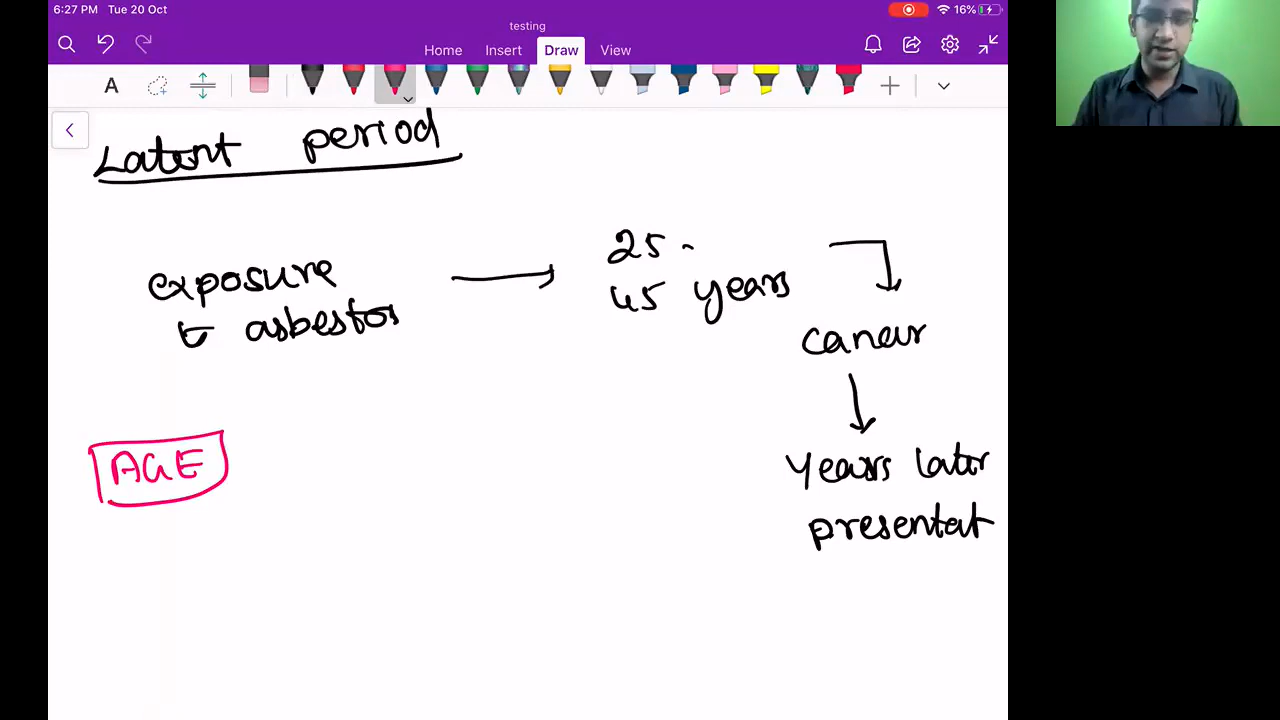 6:27 PM Tue 20 Oct
16%
testing
Home Insert Draw View
A
Latent period
exposure
to asbestos
25 -
45 years
cancer
years later
presentat
AGE